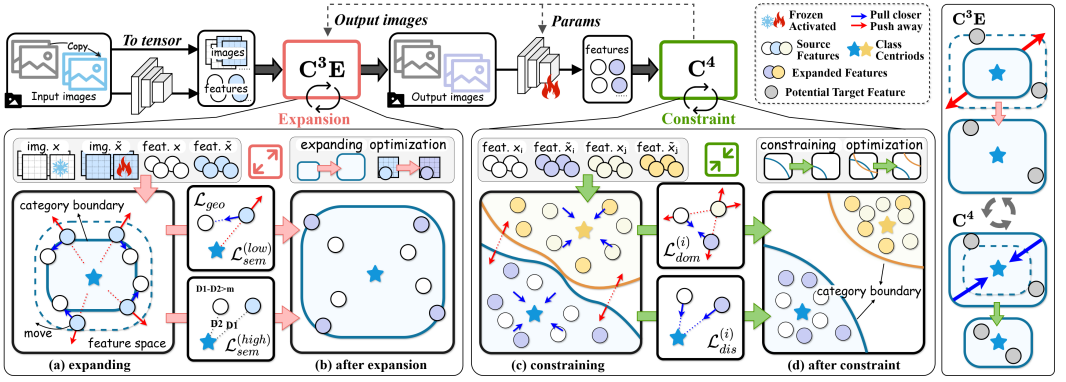 Copy
Input images
To tensor
images
features
C³E
Expansion
Output images
Output images
Params
features
C⁴
Constraint
Frozen
Activated
Pull closer
Push away
Source
Features
Class
Centriods
Expanded Features
Potential Target Feature
img. x
img. x̃
feat. x
feat. x̃
expanding
optimization
category boundary
move
feature space
(a) expanding
L_geo
L_sem^(low)
D1-D2>m
D2
D1
L_sem^(high)
(b) after expansion
feat. x_i
feat. x̃_i
feat. x_j
feat. x̃_j
constraining
optimization
(c) constraining
L_dom^(i)
L_dis^(i)
category boundary
(d) after constraint
C³E
C⁴